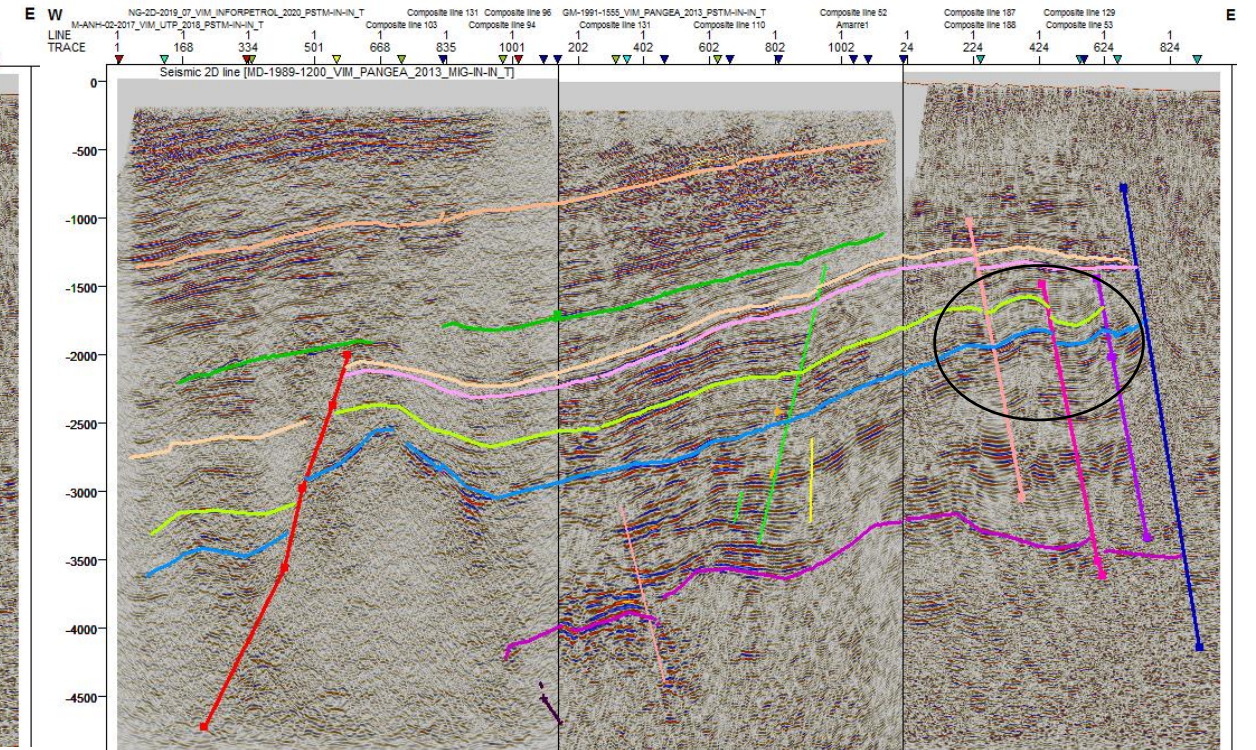 E W NG-2D-2019_07_VIM_INFORPETROL_2020_PSTM-IN-IN_T Composite line 131 Composite line 96 GM-1991-1555_VIM_PANGEA_2013_PSTM-IN-IN_T Composite line 52 Composite line 187 Composite line 129 E
M-ANH-02-2017_VIM_UTP_2018_PSTM-IN-IN_T Composite line 103 Composite line 94 Composite line 131 Composite line 110 Amarre1 Composite line 188 Composite line 53
LINE 1 1 1
TRACE 1 168 334 501 668 835 1001 202 402 602 802 1002 24 224 424 624 824
Seismic 2D line [MD-1989-1200_VIM_PANGEA_2013_MIG-IN-IN_T]
0
-500
-1000
-1500
-2000
-2500
-3000
-3500
-4000
-4500